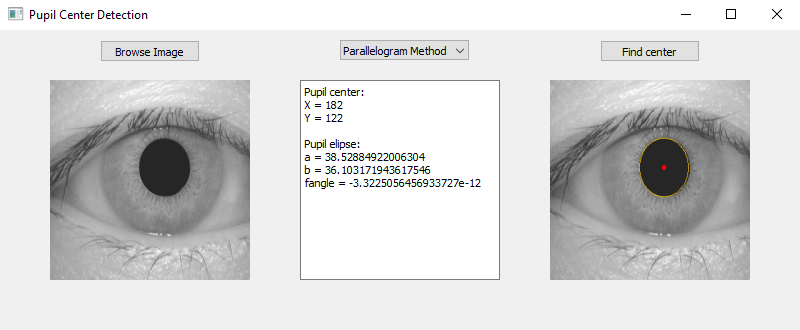 Pupil Center Detection
Browse Image
Parallelogram Method
Find center
Pupil center:
X = 182
Y = 122
Pupil elipse:
a = 38.52884922006304
b = 36.103171943617546
fangle = -3.3225056456933727e-12